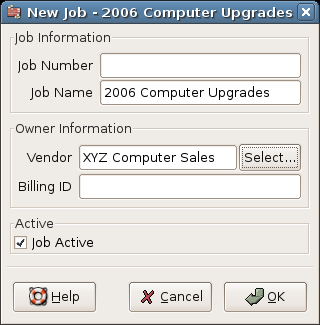 New Job - 2006 Computer Upgrades
Job Information
Job Number
Job Name 2006 Computer Upgrades
Owner Information
Vendor XYZ Computer Sales Select...
Billing ID
Active
Job Active
Help Cancel OK